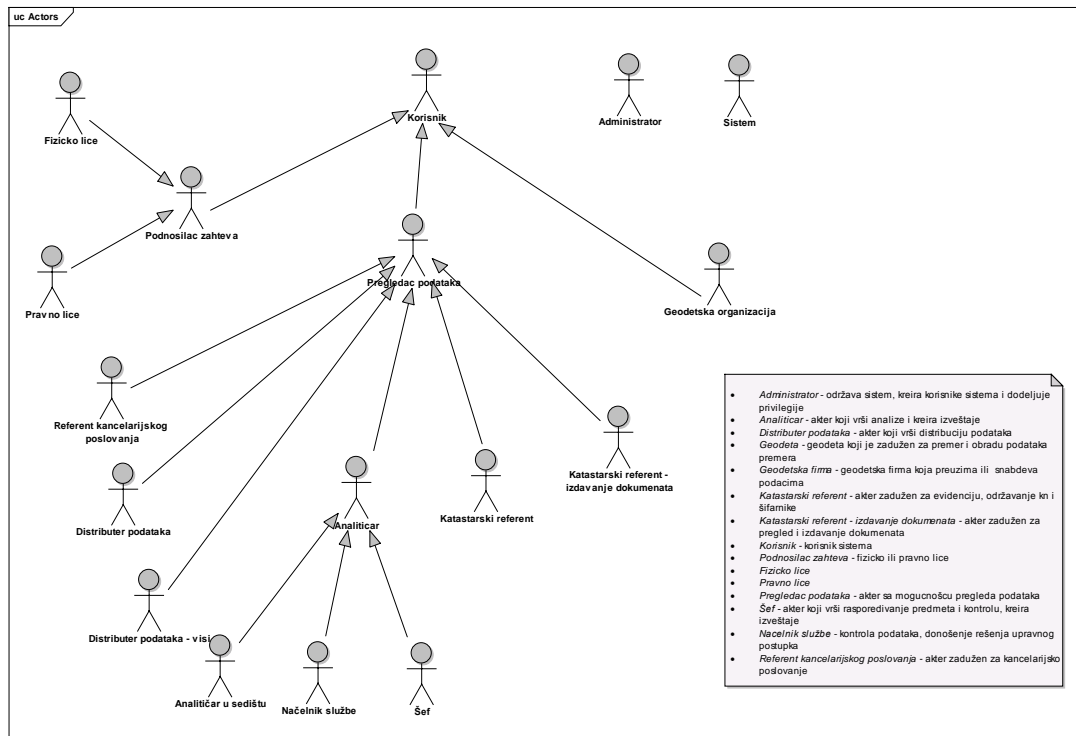 uc Actors
Korisnik
Administrator
Sistem
Fizicko lice
Podnosilac zahteva
Pregledac podataka
Pravno lice
Geodetska organizacija
Referent kancelarijskog
poslovanja
Katastarski referent -
izdavanje dokumenata
Distributer podataka
Analiticar
Katastarski referent
Distributer podataka - visi
Analitičar u sedištu
Načelnik službe
Šef
• Administrator - održava sistem, kreira korisnike sistema i dodeljuje
privilegije
• Analiticar - akter koji vrši analize i kreira izveštaje
• Distributer podataka - akter koji vrši distribuciju podataka
• Geodeta - geodeta koji je zadužen za premer i obradu podataka
premera
• Geodetska firma - geodetska firma koja preuzima ili snabdeva
podacima
• Katastarski referent - akter zadužen za evidenciju, održavanje kn i
šifarnike
• Katastarski referent - izdavanje dokumenata - akter zadužen za
pregled i izdavanje dokumenata
• Korisnik - korisnik sistema
• Podnosilac zahteva - fizicko ili pravno lice
• Fizicko lice
• Pravno lice
• Pregledac podataka - akter sa mogucnošcu pregleda podataka
• Šef - akter koji vrši rasporedivanje predmeta i kontrolu, kreira
izveštaje
• Nacelnik službe - kontrola podataka, donošenje rešenja upravnog
postupka
• Referent kancelarijskog poslovanja - akter zadužen za kancelarijsko
poslovanje